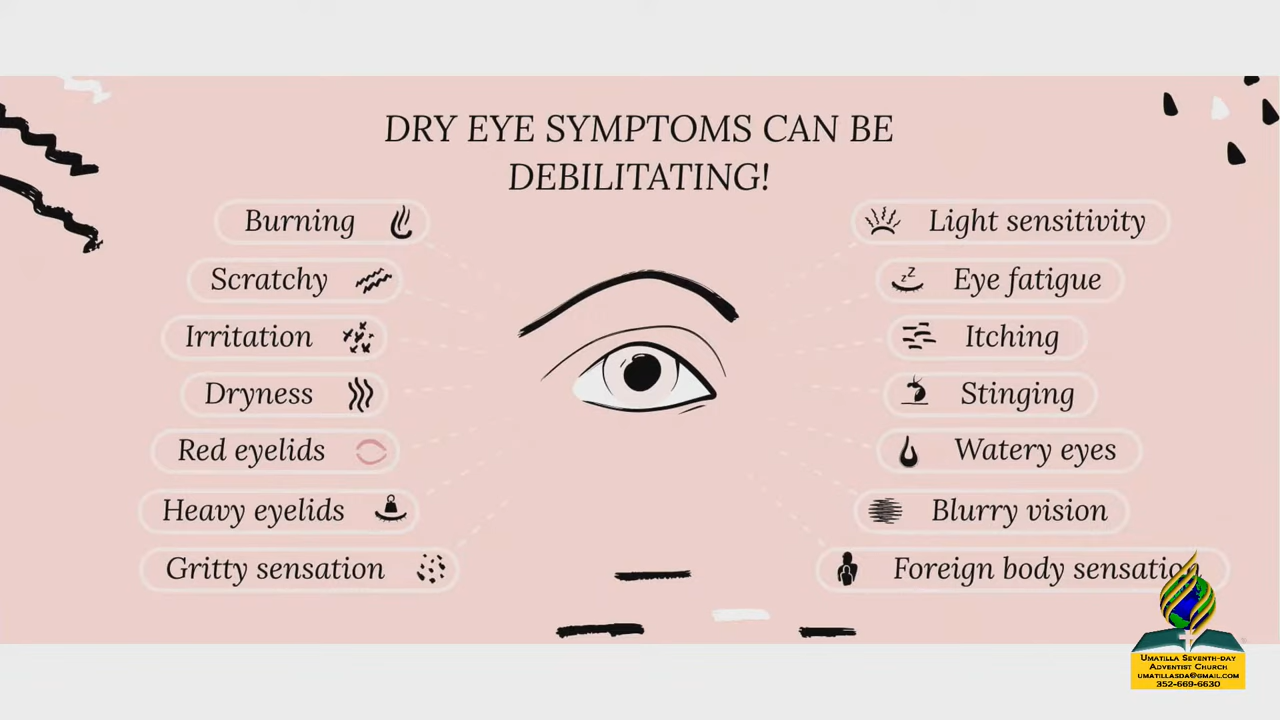 DRY EYE SYMPTOMS CAN BE
DEBILITATING!
Burning
Scratchy
Irritation
Dryness
Red eyelids
Heavy eyelids
Gritty sensation
Light sensitivity
Eye fatigue
z z
Itching
Stinging
Watery eyes
Blurry vision
Foreign body sensation
UMATILLA SEVENTH-DAY
ADVENTIST CHURCH
UMATILLASDA@GMAIL.COM
352-669-6630